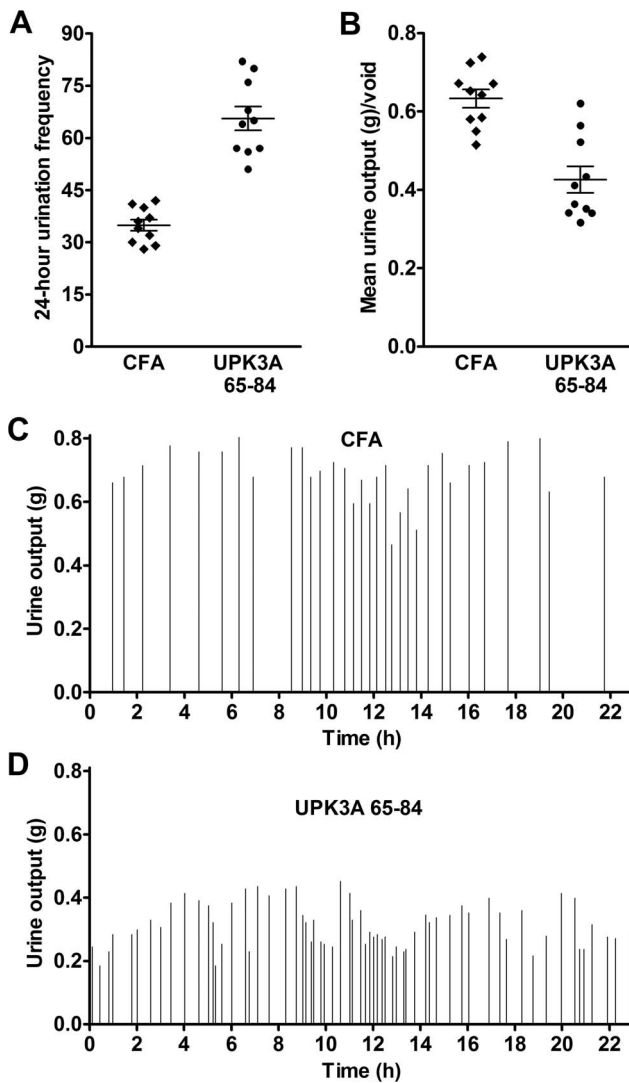 A
24-hour urination frequency
90
75
60
45
30
15
0
CFA
UPK3A
65-84
B
Mean urine output (g)/void
0.8
0.6
0.4
0.2
0.0
CFA
UPK3A
65-84
C
CFA
Urine output (g)
0.8
0.6
0.4
0.2
0.0
0 2 4 6 8 10 12 14 16 18 20 22
Time (h)
D
UPK3A 65-84
Urine output (g)
0.8
0.6
0.4
0.2
0.0
0 2 4 6 8 10 12 14 16 18 20 22
Time (h)